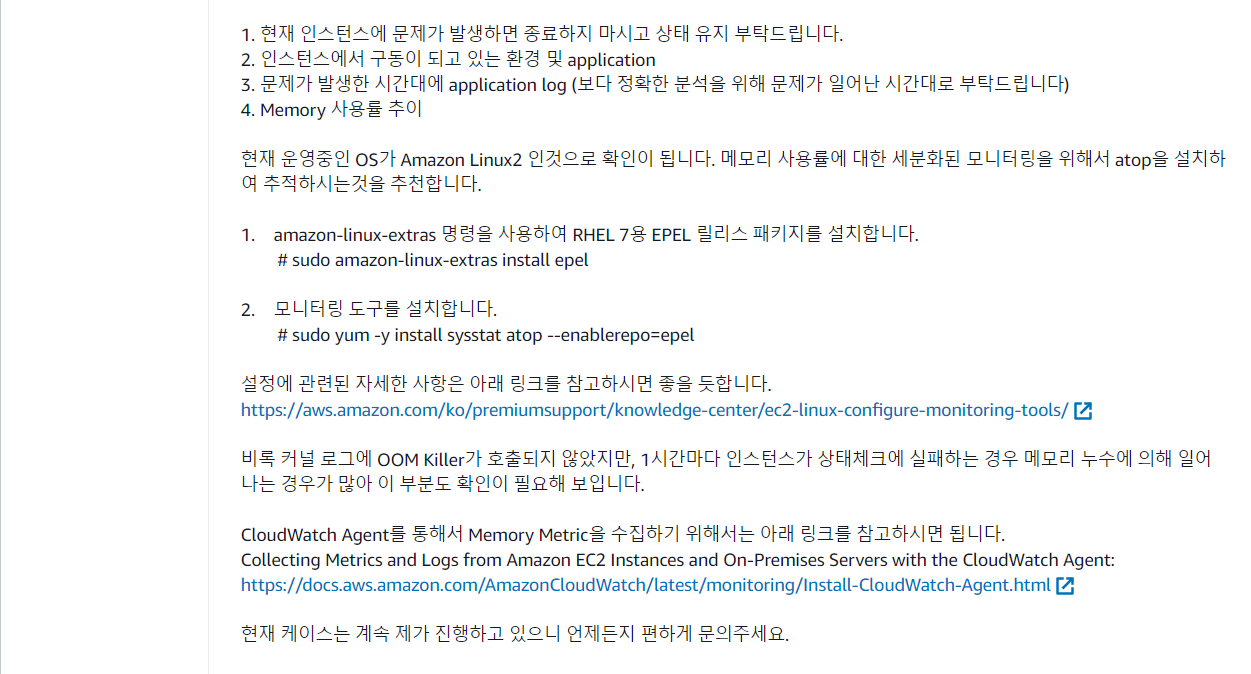 1. 현재 인스턴스에 문제가 발생하면 종료하지 마시고 상태 유지 부탁드립니다.
2. 인스턴스에서 구동이 되고 있는 환경 및 application
3. 문제가 발생한 시간대에 application log (보다 정확한 분석을 위해 문제가 일어난 시간대로 부탁드립니다)
4. Memory 사용률 추이
현재 운영중인 OS가 Amazon Linux2 인것으로 확인이 됩니다. 메모리 사용률에 대한 세분화된 모니터링을 위해서 atop을 설치하
여 추적하시는것을 추천합니다.
1. amazon-linux-extras 명령을 사용하여 RHEL 7용 EPEL 릴리스 패키지를 설치합니다.
# sudo amazon-linux-extras install epel
2. 모니터링 도구를 설치합니다.
# sudo yum -y install sysstat atop --enablerepo=epel
설정에 관련된 자세한 사항은 아래 링크를 참고하시면 좋을 듯합니다.
https://aws.amazon.com/ko/premiumsupport/knowledge-center/ec2-linux-configure-monitoring-tools/
비록 커널 로그에 OOM Killer가 호출되지 않았지만, 1시간마다 인스턴스가 상태체크에 실패하는 경우 메모리 누수에 의해 일어
나는 경우가 많아 이 부분도 확인이 필요해 보입니다.
CloudWatch Agent를 통해서 Memory Metric을 수집하기 위해서는 아래 링크를 참고하시면 됩니다.
Collecting Metrics and Logs from Amazon EC2 Instances and On-Premises Servers with the CloudWatch Agent:
https://docs.aws.amazon.com/AmazonCloudWatch/latest/monitoring/Install-CloudWatch-Agent.html
현재 케이스는 계속 제가 진행하고 있으니 언제든지 편하게 문의주세요.